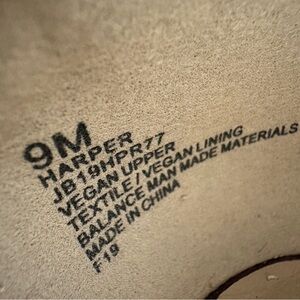 9M
HARPER
JB19HPR77
VEGAN UPPER
TEXTILE / VEGAN LINING
BALANCE MAN MADE MATERIALS
MADE IN CHINA
F19